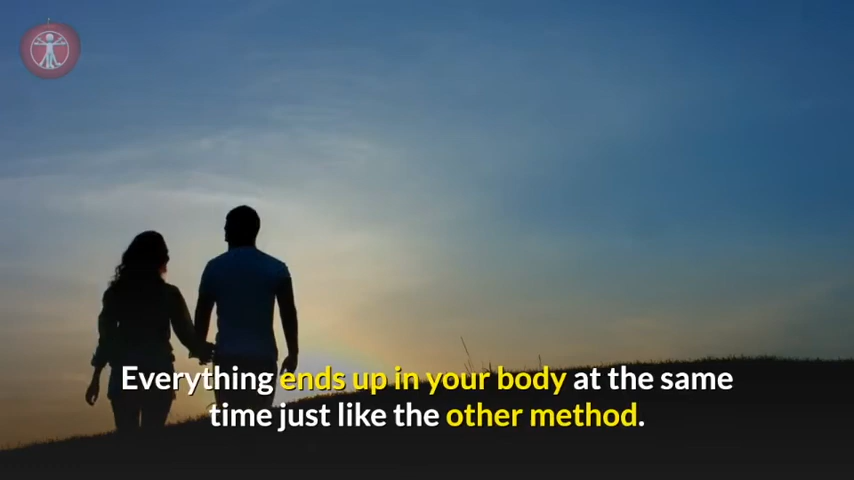 Everything ends up in your body at the same
time just like the other method.